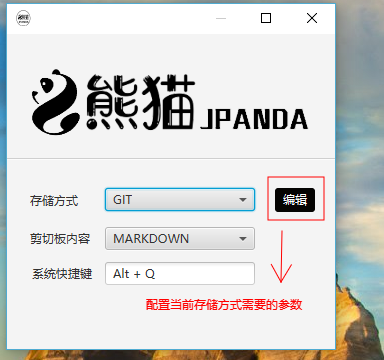 熊猫 JPANDA
存储方式 GIT 编辑
剪切板内容 MARKDOWN
系统快捷键 Alt + Q
配置当前存储方式需要的参数